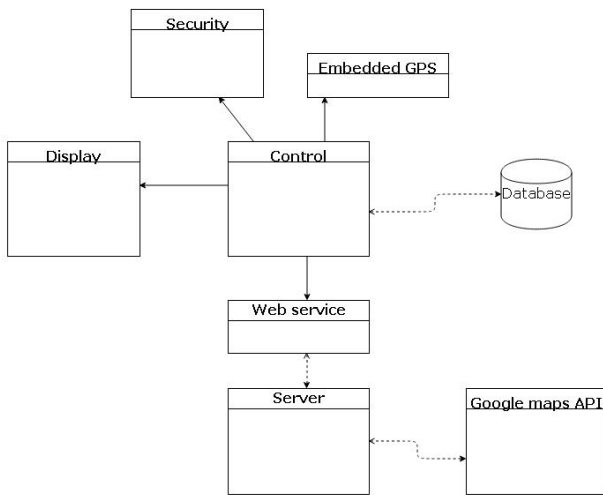 Security
Embedded GPS
Display
Control
Database
Web service
Server
Google maps API